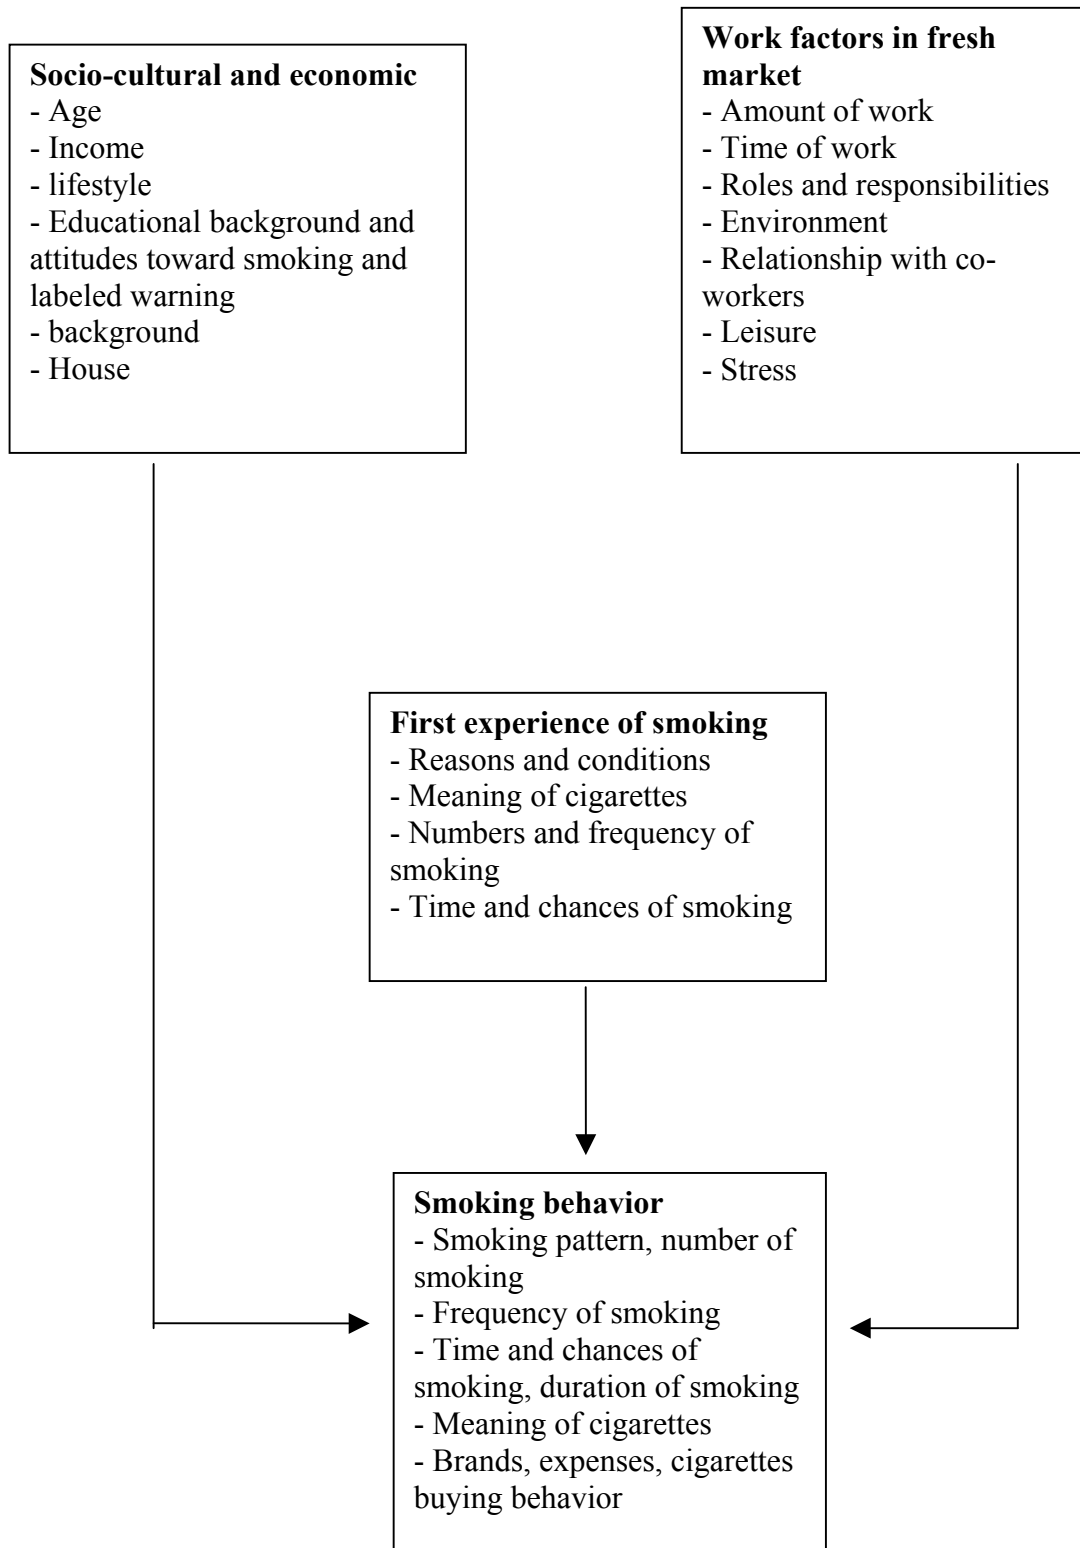 Socio-cultural and economic
- Age
- Income
- lifestyle
- Educational background and
attitudes toward smoking and
labeled warning
- background
- House
Work factors in fresh
market
- Amount of work
- Time of work
- Roles and responsibilities
- Environment
- Relationship with co-
workers
- Leisure
- Stress
First experience of smoking
- Reasons and conditions
- Meaning of cigarettes
- Numbers and frequency of
smoking
- Time and chances of smoking
Smoking behavior
- Smoking pattern, number of
smoking
- Frequency of smoking
- Time and chances of
smoking, duration of smoking
- Meaning of cigarettes
- Brands, expenses, cigarettes
buying behavior